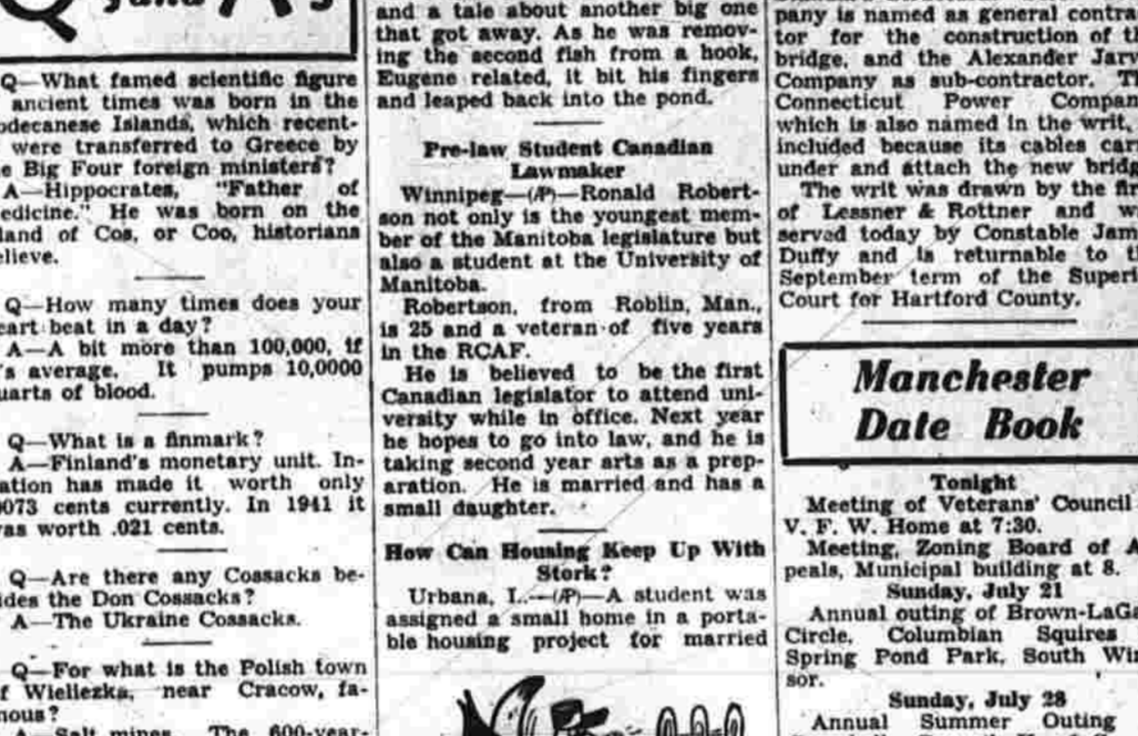 Q and A's
Q—What famed scientific figure
ancient times was born in the
odecanese Islands, which recent-
were transferred to Greece by
e Big Four foreign ministers?
A—Hippocrates, "Father of
edicine." He was born on the
land of Cos, or Coo, historians
elieve.
Q—How many times does your
eart beat in a day?
A—A bit more than 100,000, if
's average. It pumps 10,0000
uarts of blood.
Q—What is a finmark?
A—Finland's monetary unit. In-
ation has made it worth only
0073 cents currently. In 1941 it
as worth .021 cents.
Q—Are there any Cossacks be-
ides the Don Cossacks?
A—The Ukraine Cossacks.
Q—For what is the Polish town
f Wieliezka, near Cracow, fa-
nous?
A—Salt mines. The 600-year-
and a tale about another big one
that got away. As he was remov-
ing the second fish from a hook,
Eugene related, it bit his fingers
and leaped back into the pond.
Pre-law Student Canadian
Lawmaker
Winnipeg—(AP)—Ronald Robert-
son not only is the youngest mem-
ber of the Manitoba legislature but
also a student at the University of
Manitoba.
Robertson, from Roblin, Man.,
is 25 and a veteran of five years
in the RCAF.
He is believed to be the first
Canadian legislator to attend uni-
versity while in office. Next year
he hopes to go into law, and he is
taking second year arts as a prep-
aration. He is married and has a
small daughter.
How Can Housing Keep Up With
Stork?
Urbana, I.—(AP)—A student was
assigned a small home in a porta-
ble housing project for married
pany is named as general contra
tor for the construction of th
bridge, and the Alexander Jarv
Company as sub-contractor. Th
Connecticut Power Compan
which is also named in the writ,
included because its cables carr
under and attach the new bridg
The writ was drawn by the fir
of Lessner & Rottner and w
served today by Constable Jam
Duffy and is returnable to th
September term of the Superi
Court for Hartford County.
Manchester
Date Book
Tonight
Meeting of Veterans' Council
V. F. W. Home at 7:30.
Meeting, Zoning Board of A
peals, Municipal building at 8.
Sunday, July 21
Annual outing of Brown-LaGa
Circle, Columbian Squires
Spring Pond Park, South Win
sor.
Sunday, July 28
Annual Summer Outing